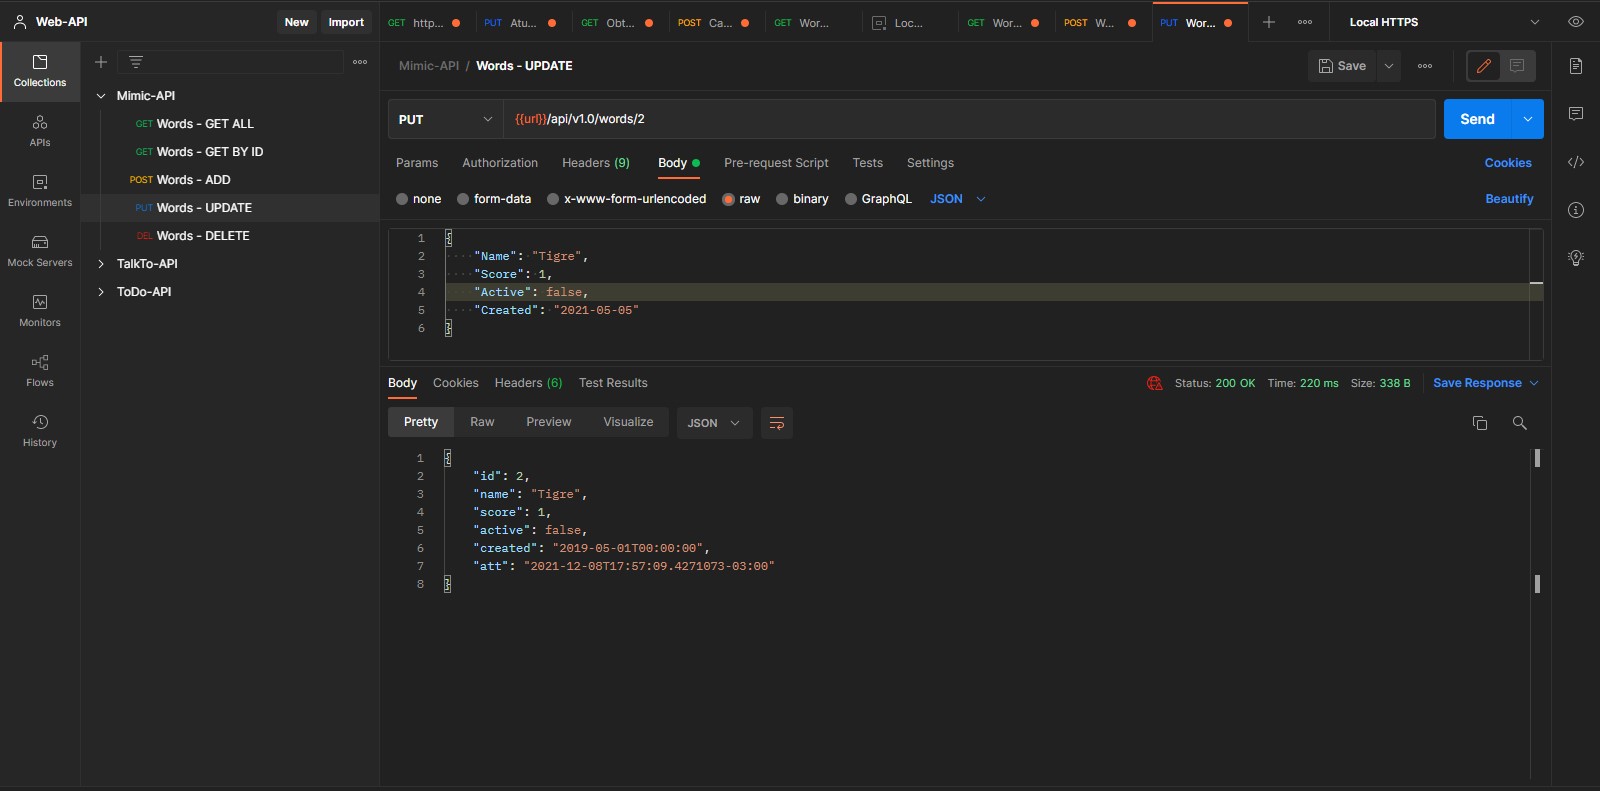 Web-API
New
Import
GET http...
PUT Atu...
GET Obt...
POST Ca...
GET Wor...
Loc...
GET Wor...
POST W...
PUT Wor...
Local HTTPS
Collections
APIs
Environments
Mock Servers
Monitors
Flows
History
Mimic-API
GET Words - GET ALL
GET Words - GET BY ID
POST Words - ADD
PUT Words - UPDATE
DEL Words - DELETE
TalkTo-API
ToDo-API
Mimic-API / Words - UPDATE
Save
PUT
{{url}}/api/v1.0/words/2
Send
Params Authorization Headers (9) Body Pre-request Script Tests Settings
Cookies
none form-data x-www-form-urlencoded raw binary GraphQL JSON
Beautify
1 {
2 "Name": "Tigre",
3 "Score": 1,
4 "Active": false,
5 "Created": "2021-05-05"
6 }
Body Cookies Headers (6) Test Results
Status: 200 OK Time: 220 ms Size: 338 B
Save Response
Pretty Raw Preview Visualize JSON
1 {
2 "id": 2,
3 "name": "Tigre",
4 "score": 1,
5 "active": false,
6 "created": "2019-05-01T00:00:00",
7 "att": "2021-12-08T17:57:09.4271073-03:00"
8 }